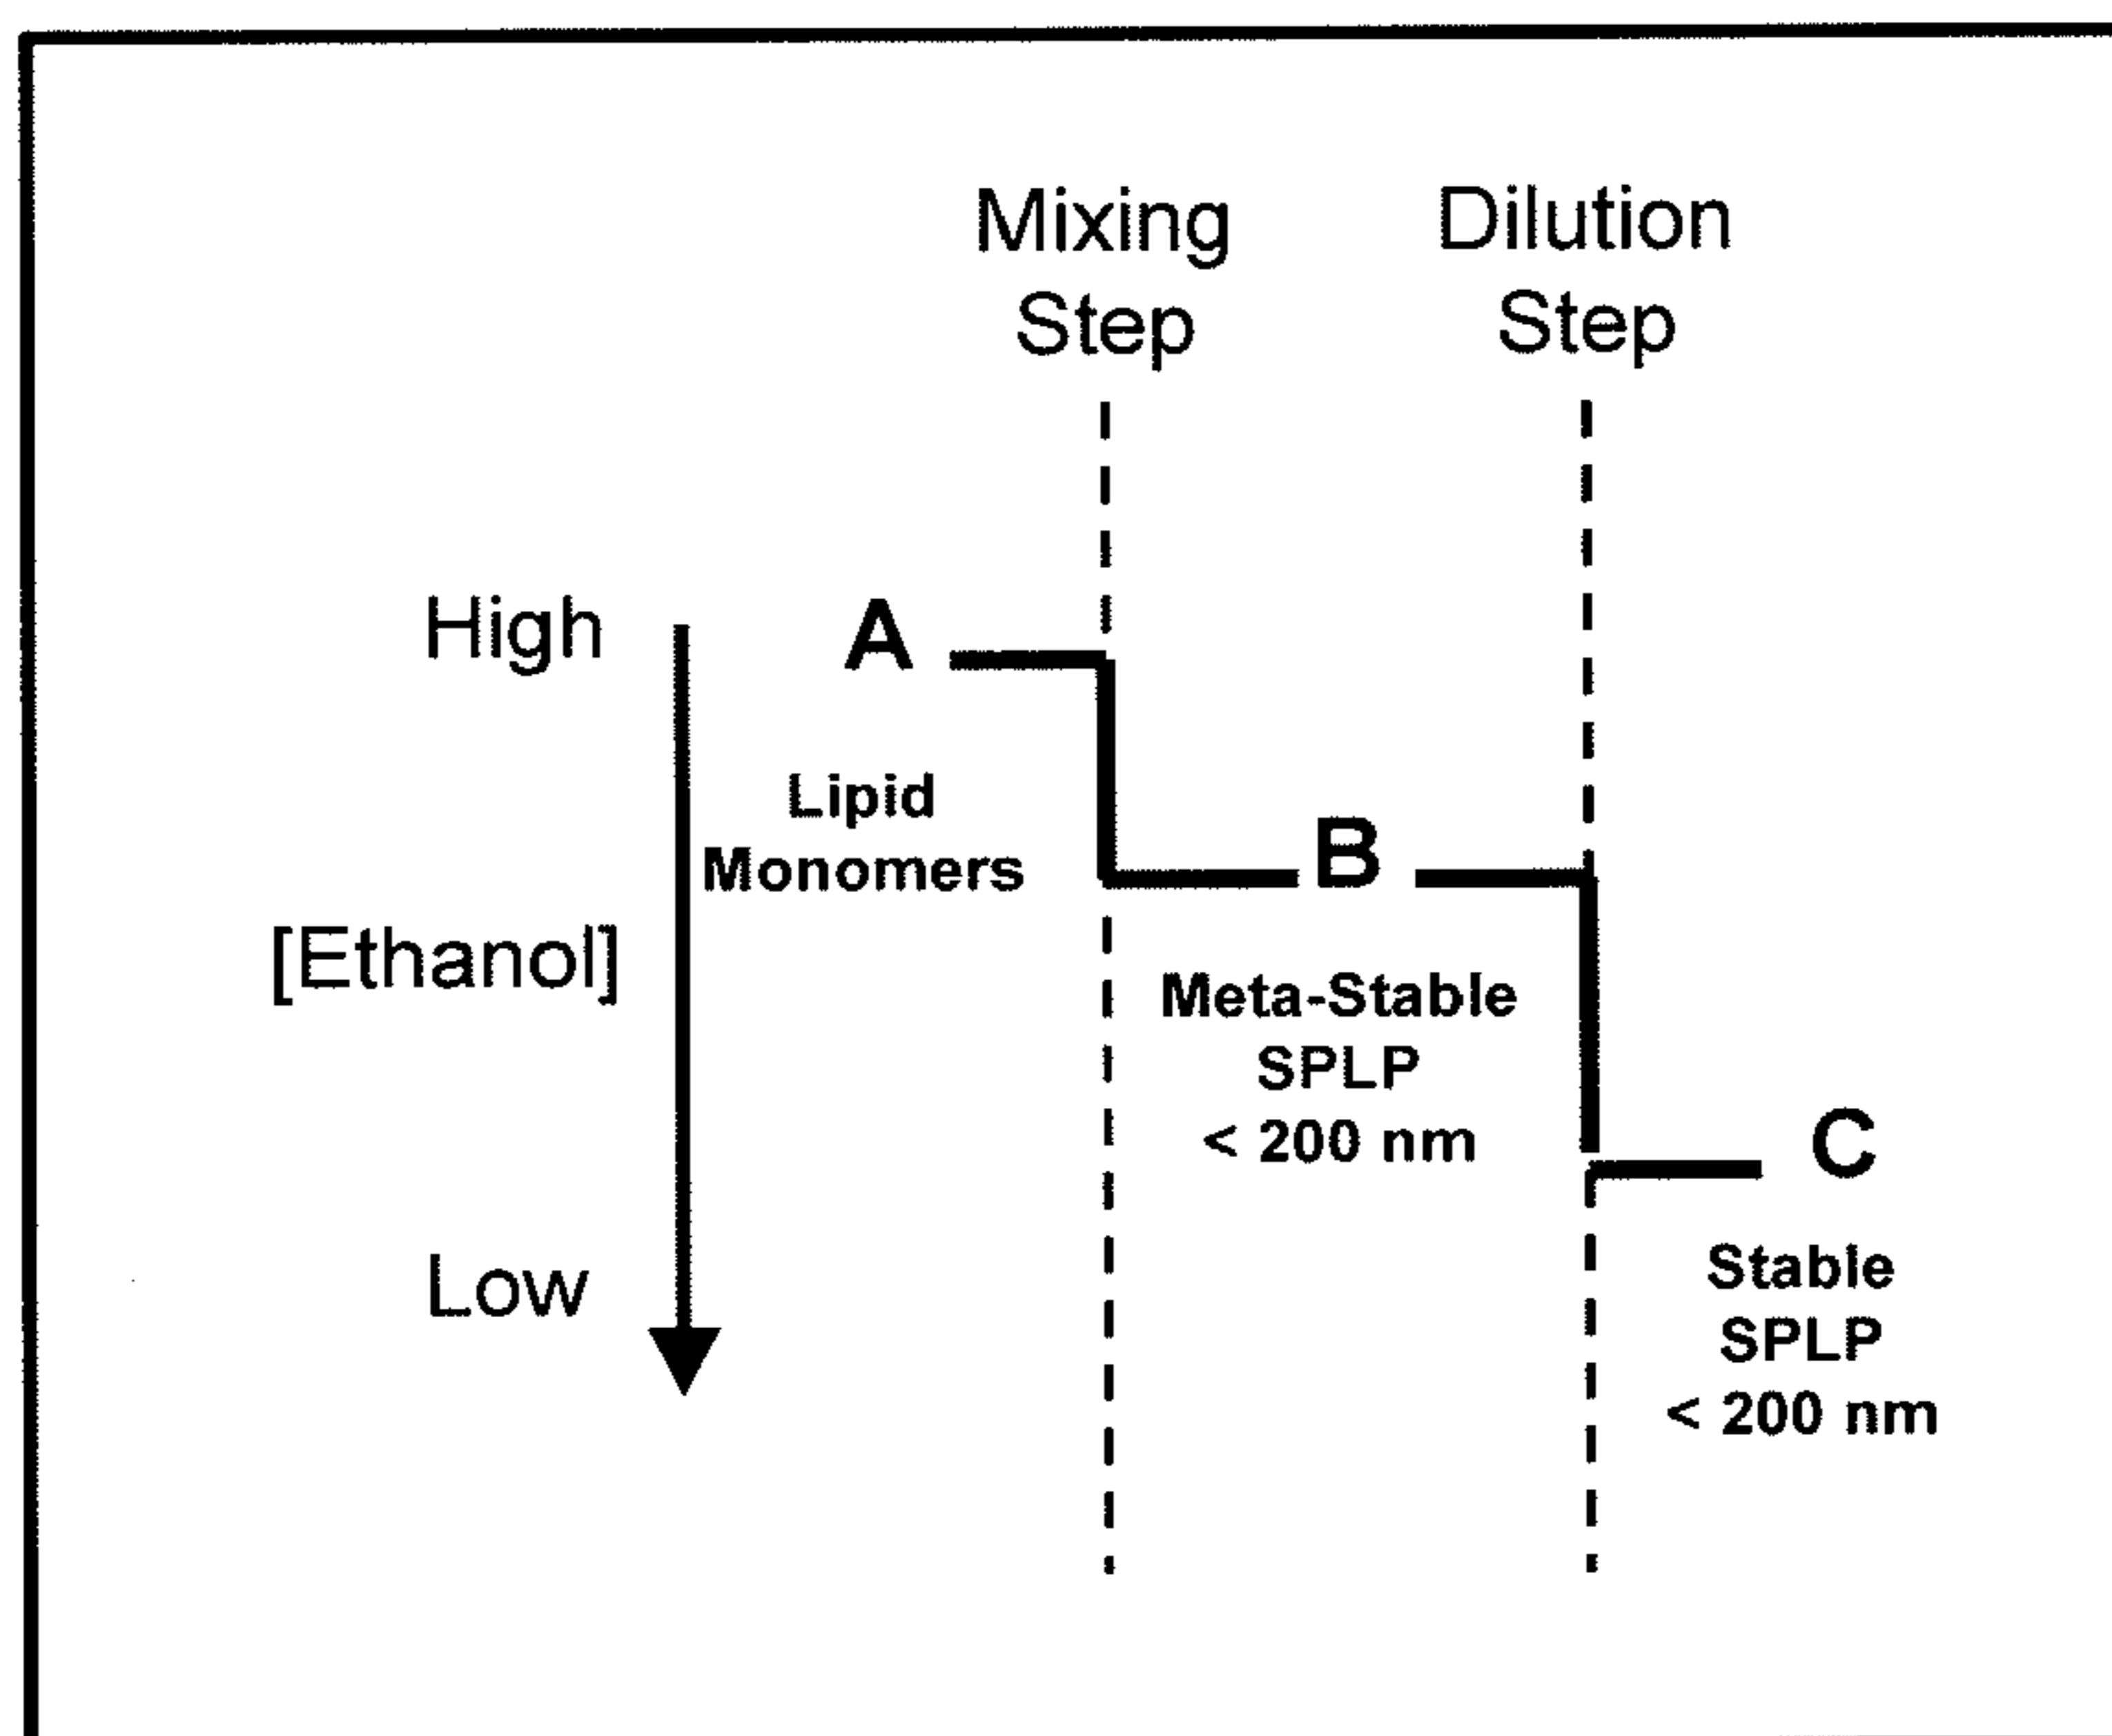 Mixing
Step
Dilution
Step
High
A
Lipid
Monomers
B
[Ethanol]
Meta-Stable
SPLP
< 200 nm
C
Low
Stable
SPLP
< 200 nm